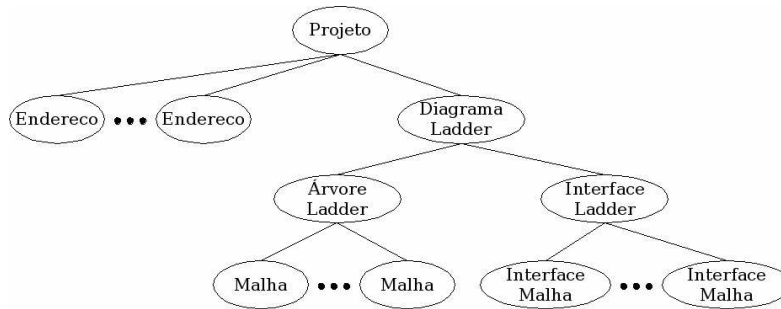 Projeto
Endereco
Endereco
Diagrama
Ladder
Árvore
Ladder
Interface
Ladder
Malha
Malha
Interface
Malha
Interface
Malha